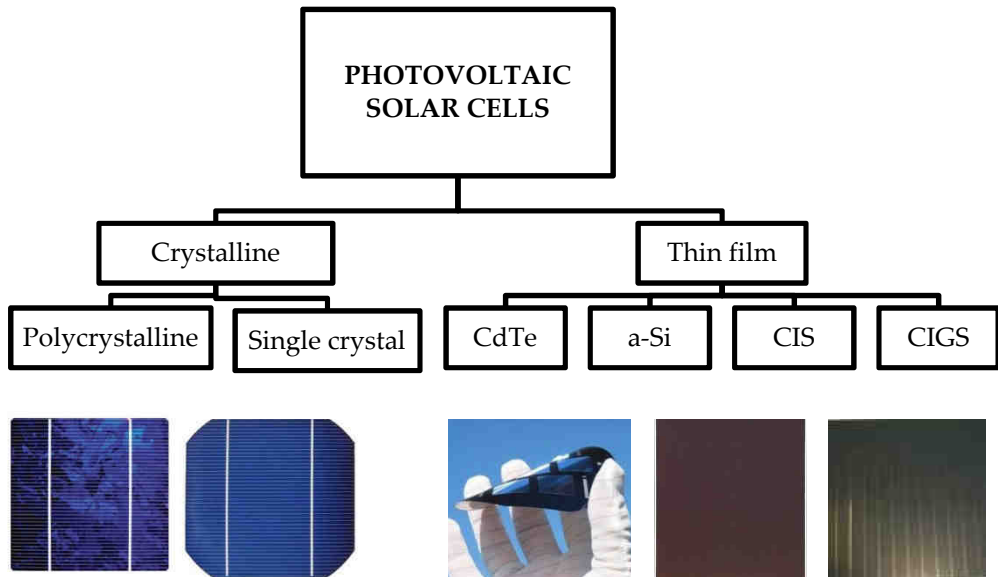 PHOTOVOLTAIC
SOLAR CELLS
Crystalline
Thin film
Polycrystalline
Single crystal
CdTe
a-Si
CIS
CIGS